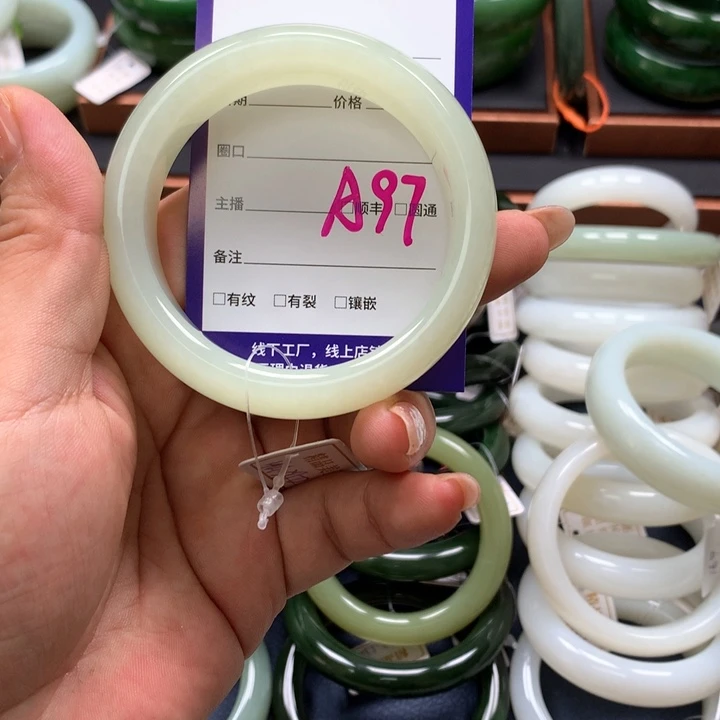 期 价格
圈口
主播 □顺丰 □圆通
A97
备注
□有纹 □有裂 □镶嵌
线下工厂，线上店铺